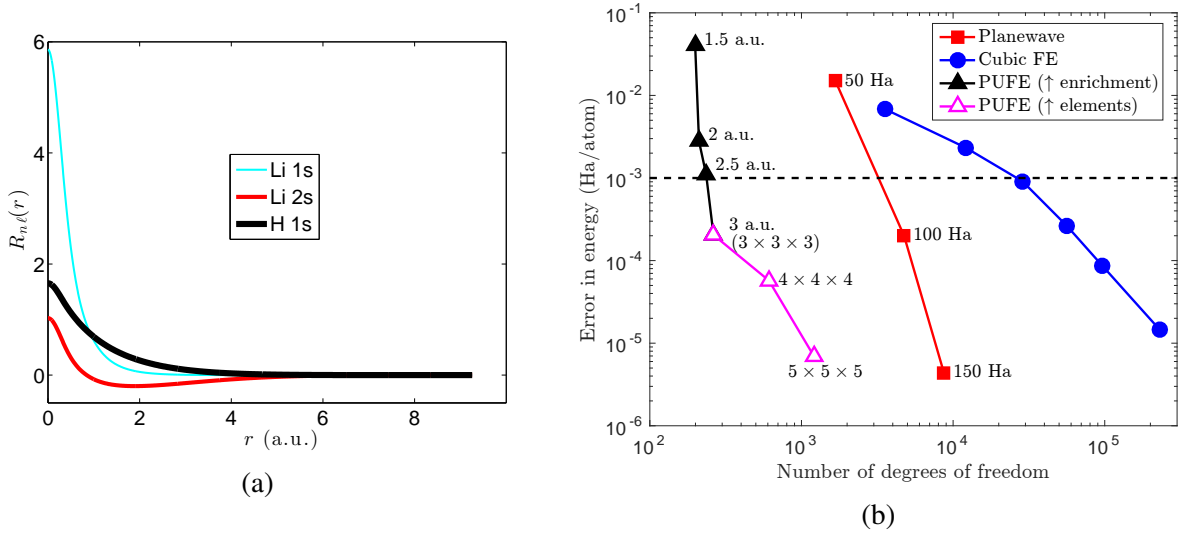 6
4
2
0
0
2
4
6
8
R_{nℓ}(r)
r (a.u.)
Li 1s
Li 2s
H 1s
(a)
10^{-1}
10^{-2}
10^{-3}
10^{-4}
10^{-5}
10^{-6}
10^{2}
10^{3}
10^{4}
10^{5}
Error in energy (Ha/atom)
Number of degrees of freedom
Planewave
Cubic FE
PUFE (↑ enrichment)
PUFE (↑ elements)
1.5 a.u.
50 Ha
2 a.u.
2.5 a.u.
3 a.u.
(3 × 3 × 3)
100 Ha
4 × 4 × 4
5 × 5 × 5
150 Ha
(b)